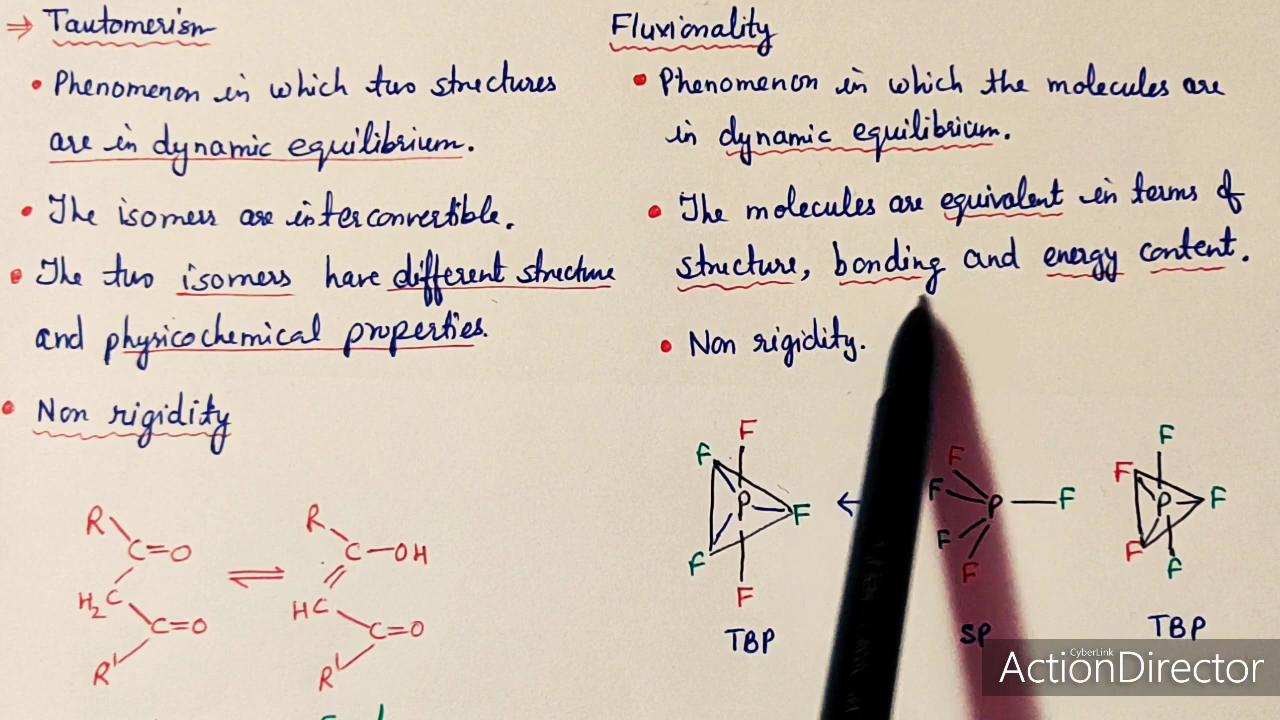 ⇒ Tautomerism
• Phenomenon in which two structures
are in dynamic equilibrium.
• The isomers are interconvertible.
• The two isomers have different structure
and physicochemical properties.
• Non rigidity
R
C=O
H2C
C=O
R'
⇌
R
C—OH
HC
C=O
R'
Fluxionality
• Phenomenon in which the molecules are
in dynamic equilibrium.
• The molecules are equivalent in terms of
structure, bonding and energy content.
• Non rigidity.
F
F
P
F
F
F
TBP
F
F
P—F
F
F
SP
F
F
P
F
F
F
TBP
CyberLink
ActionDirector